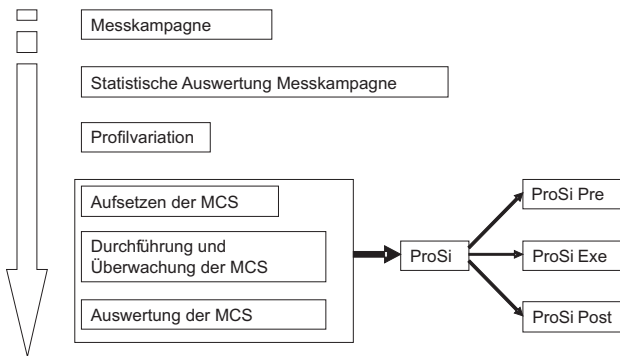 Messkampagne
Statistische Auswertung Messkampagne
Profilvariation
Aufsetzen der MCS
Durchführung und
Überwachung der MCS
Auswertung der MCS
ProSi
ProSi Pre
ProSi Exe
ProSi Post